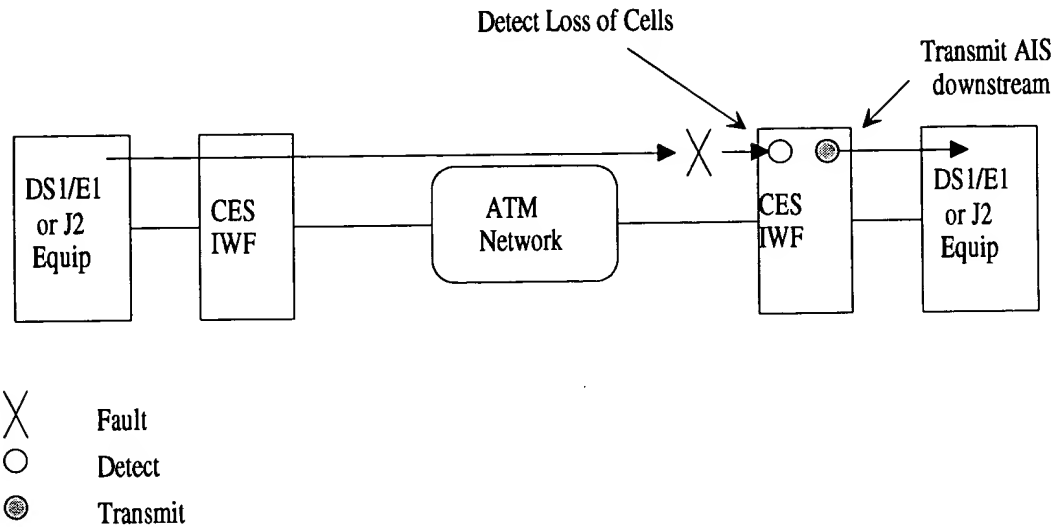 Detect Loss of Cells
Transmit AIS
downstream
DS1/E1
or J2
Equip
CES
IWF
ATM
Network
CES
IWF
DS1/E1
or J2
Equip
Fault
Detect
Transmit